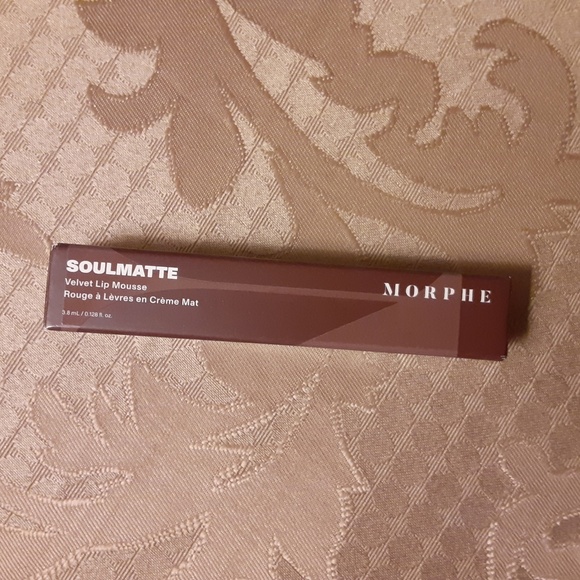 SOULMATTE
Velvet Lip Mousse
Rouge à Lèvres en Crème Mat
3.8 mL / 0.128 fl. oz.
MORPHE